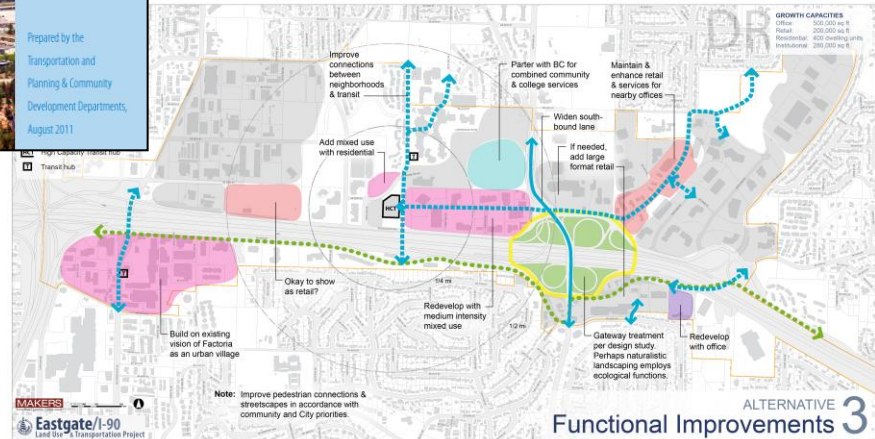 Prepared by the
Transportation and
Planning & Community
Development Departments,
August 2011
HCT High Capacity Transit hub
T Transit hub
DR
GROWTH CAPACITIES
Office: 500,000 sq ft
Retail: 200,000 sq ft
Residential: 400 dwelling units
Institutional: 280,000 sq ft
Improve
connections
between
neighborhoods
& transit
Parter with BC for
combined community
& college services
Maintain &
enhance retail
& services for
nearby offices
Add mixed use
with residential
T
Widen south-
bound lane
If needed,
add large
format retail
HCT
T
Okay to show
as retail?
1/4 mi
Redevelop with
medium intensity
mixed use
1/2 mi
Build on existing
vision of Factoria
as an urban village
Gateway treatment
per design study.
Perhaps naturalistic
landscaping employs
ecological functions.
Redevelop
with office
Note: Improve pedestrian connections &
streetscapes in accordance with
community and City priorities.
MAKERS
Eastgate/I-90
Land Use & Transportation Project
ALTERNATIVE
Functional Improvements 3